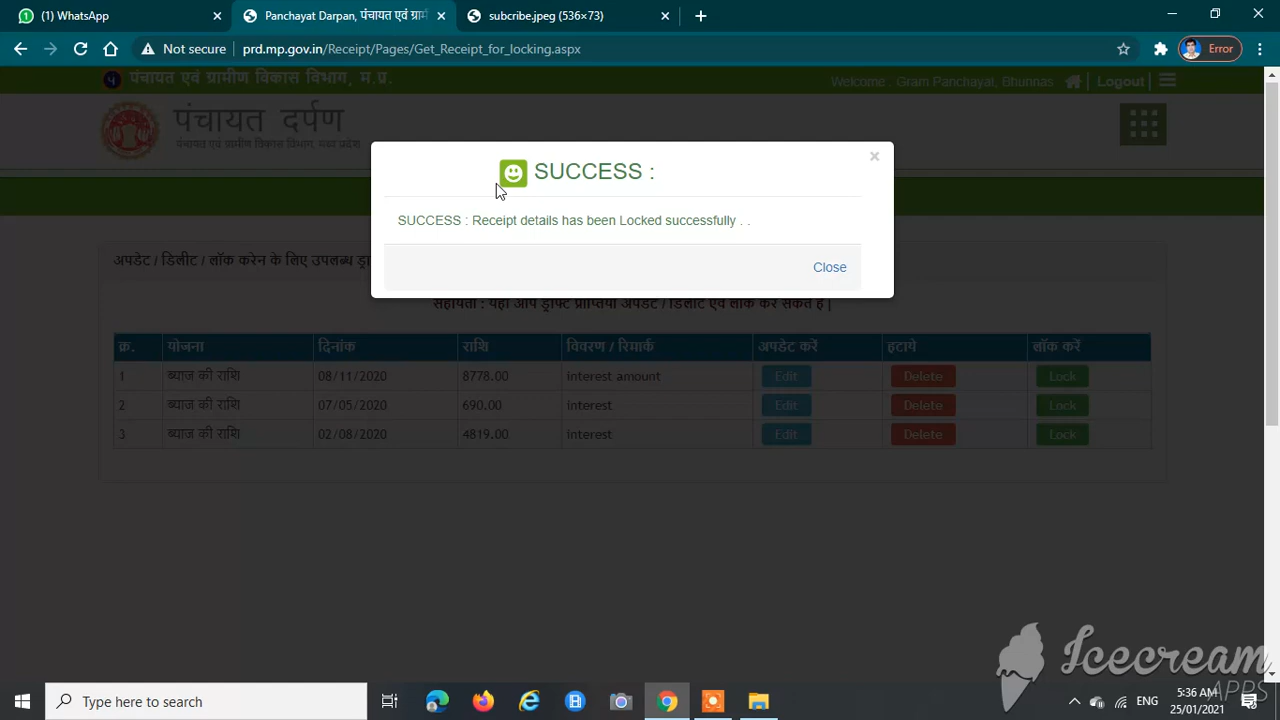 (1) WhatsApp
Panchayat Darpan, पंचायत एवं ग्रामी
subcribe.jpeg (536×73)
Not secure
prd.mp.gov.in/Receipt/Pages/Get_Receipt_for_locking.aspx
Error
पंचायत एवं ग्रामीण विकास विभाग, म.प्र.
Welcome : Gram Panchayat, Bhunnas
Logout
पंचायत दर्पण
पंचायत एवं ग्रामीण विकास विभाग, मध्य प्रदेश
SUCCESS :
SUCCESS : Receipt details has been Locked successfully . .
Close
अपडेट / डिलीट / लॉक करेन के लिए उपलब्ध
सहायता : यहाँ आप ड्राफ्ट प्राप्तियां अपडेट / डिलीट एवं लॉक कर सकते है |
क्र. योजना दिनांक राशि विवरण / रिमार्क अपडेट करें हटाये लॉक करें
1 ब्याज की राशि 08/11/2020 8778.00 interest amount Edit Delete Lock
2 ब्याज की राशि 07/05/2020 690.00 interest Edit Delete Lock
3 ब्याज की राशि 02/08/2020 4819.00 interest Edit Delete Lock
Icecream
APPS
Type here to search
ENG
5:36 AM
25/01/2021